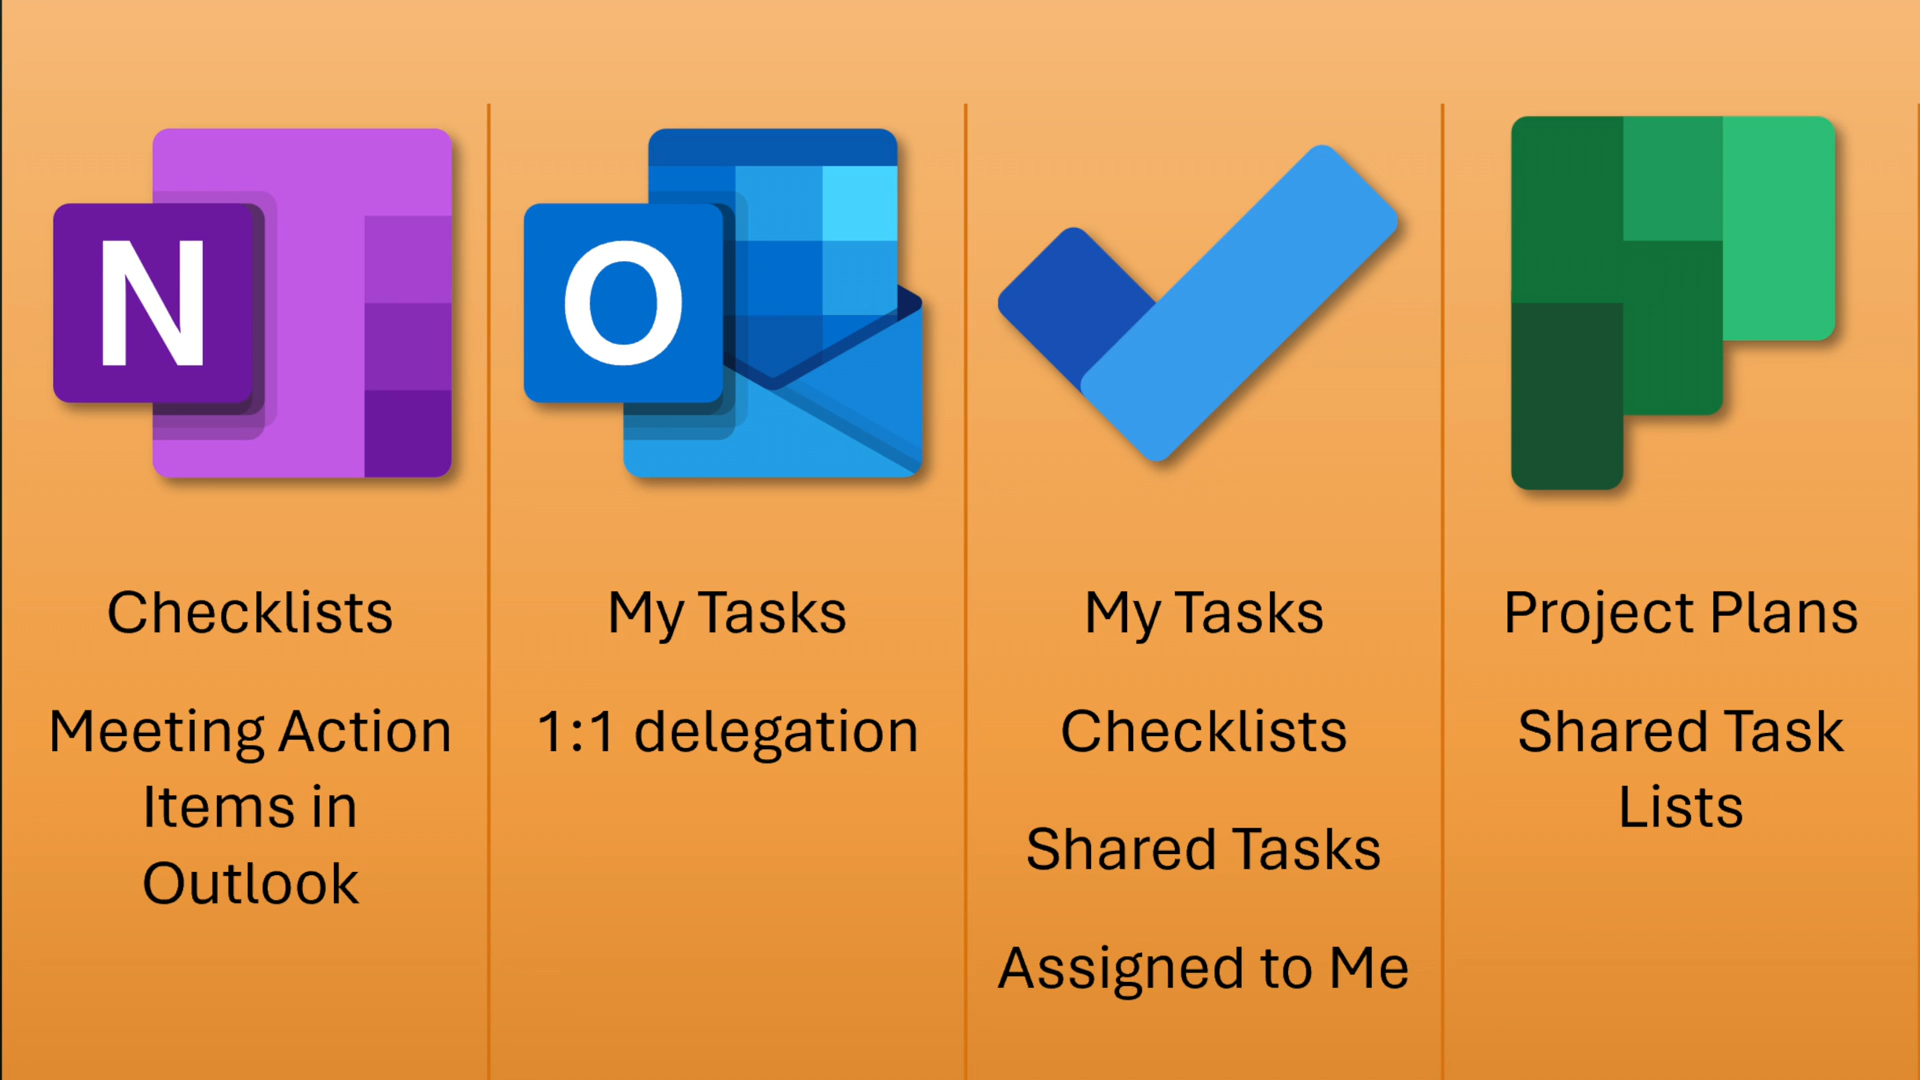 N
Checklists
Meeting Action
Items in
Outlook
O
My Tasks
1:1 delegation
My Tasks
Checklists
Shared Tasks
Assigned to Me
Project Plans
Shared Task
Lists